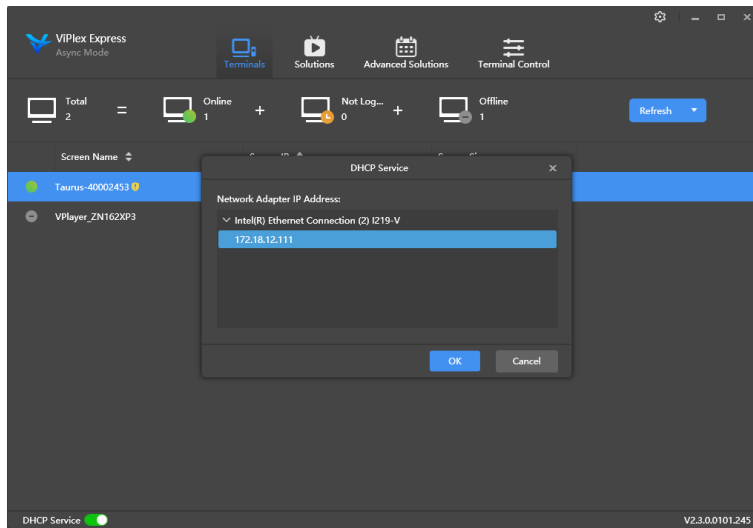 ViPlex Express
Async Mode
Terminals
Solutions
Advanced Solutions
Terminal Control
Total
2
=
Online
1
+
Not Log...
0
+
Offline
1
Refresh
Screen Name
DHCP Service
Taurus-40002453
Network Adapter IP Address:
VPlayer_ZN162XP3
Intel(R) Ethernet Connection (2) I219-V
172.18.12.111
OK
Cancel
DHCP Service
V2.3.0.0101.245